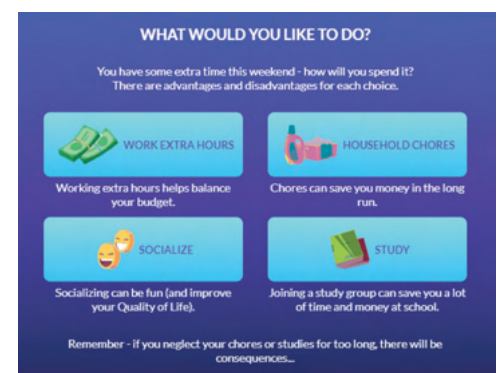 WHAT WOULD YOU LIKE TO DO?
You have some extra time this weekend - how will you spend it?
There are advantages and disadvantages for each choice.
WORK EXTRA HOURS
Working extra hours helps balance
your budget.
HOUSEHOLD CHORES
Chores can save you money in the long
run.
SOCIALIZE
Socializing can be fun (and improve
your Quality of Life).
STUDY
Joining a study group can save you a lot
of time and money at school.
Remember - if you neglect your chores or studies for too long, there will be
consequences...